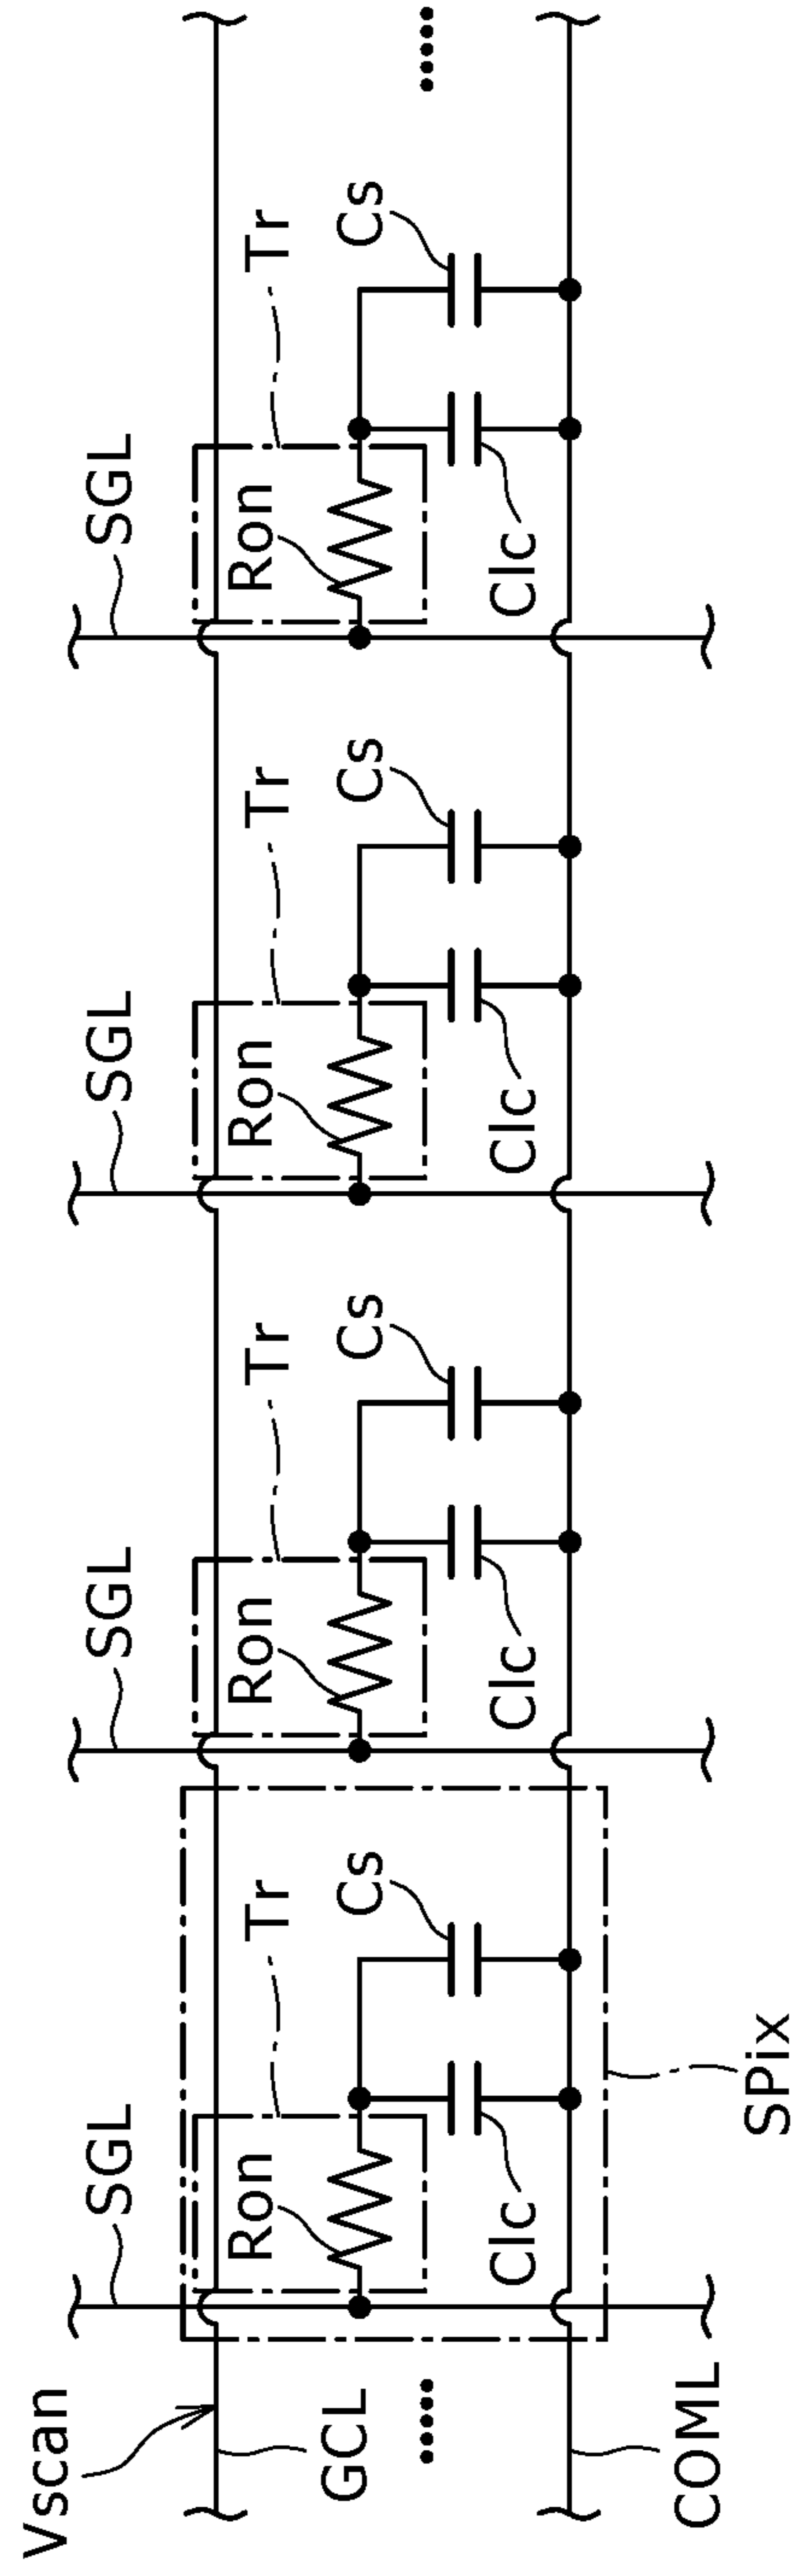 Vscan
SGL
SGL
SGL
SGL
Ron
Tr
Ron
Tr
Ron
Tr
Ron
Tr
GCL
Cs
Cs
Cs
Cs
Clc
Clc
Clc
Clc
COML
SPix